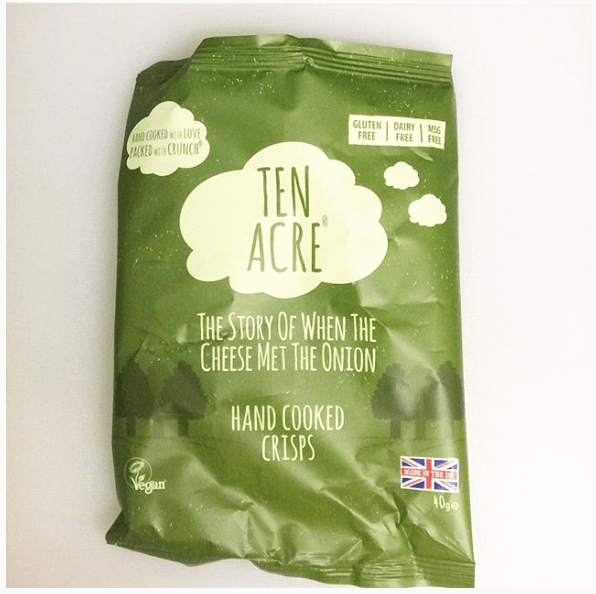 HAND COOKED WITH LOVE
PACKED WITH CRUNCH®
GLUTEN FREE
DAIRY FREE
MSG FREE
TEN
ACRE®
THE STORY OF WHEN THE
CHEESE MET THE ONION
HAND COOKED
CRISPS
Vegan
MADE IN THE UK
40g℮